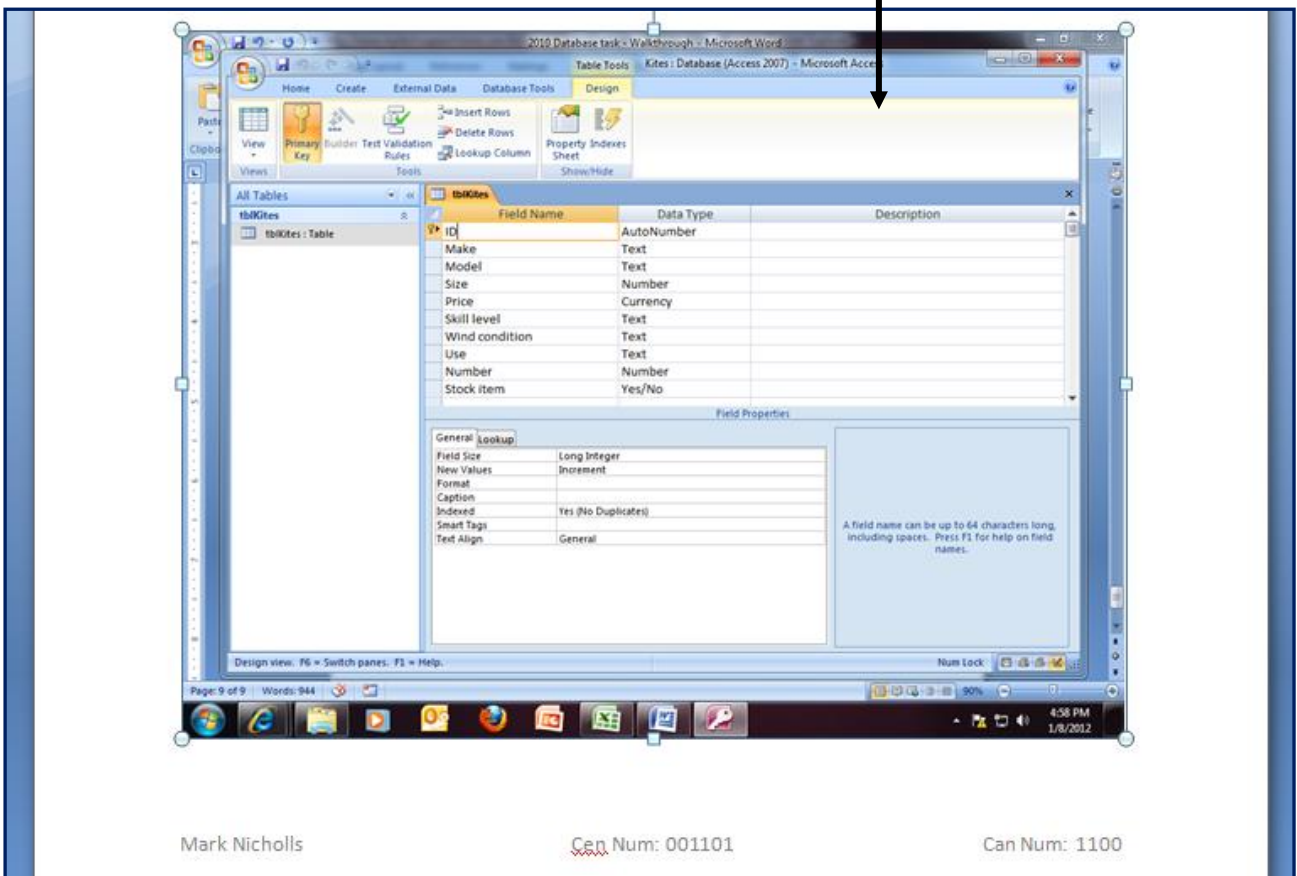 2010 Database task - Walkthrough - Microsoft Word
Table Tools Kites : Database (Access 2007) - Microsoft Access
Home Create External Data Database Tools Design
Insert Rows
Delete Rows
Lookup Column
View Primary Key Builder Test Validation Rules Property Sheet Indexes
Views Tools Show/Hide
All Tables tblKites
tblKites Field Name Data Type Description
tblKites : Table
ID AutoNumber
Make Text
Model Text
Size Number
Price Currency
Skill level Text
Wind condition Text
Use Text
Number Number
Stock item Yes/No
Field Properties
General Lookup
Field Size Long Integer
New Values Increment
Format
Caption
Indexed Yes (No Duplicates)
Smart Tags
Text Align General
A field name can be up to 64 characters long,
including spaces. Press F1 for help on field
names.
Design view. F6 = Switch panes. F1 = Help. Num Lock
Page: 9 of 9 Words: 944 90%
4:58 PM
1/8/2012
Mark Nicholls Cen Num: 001101 Can Num: 1100